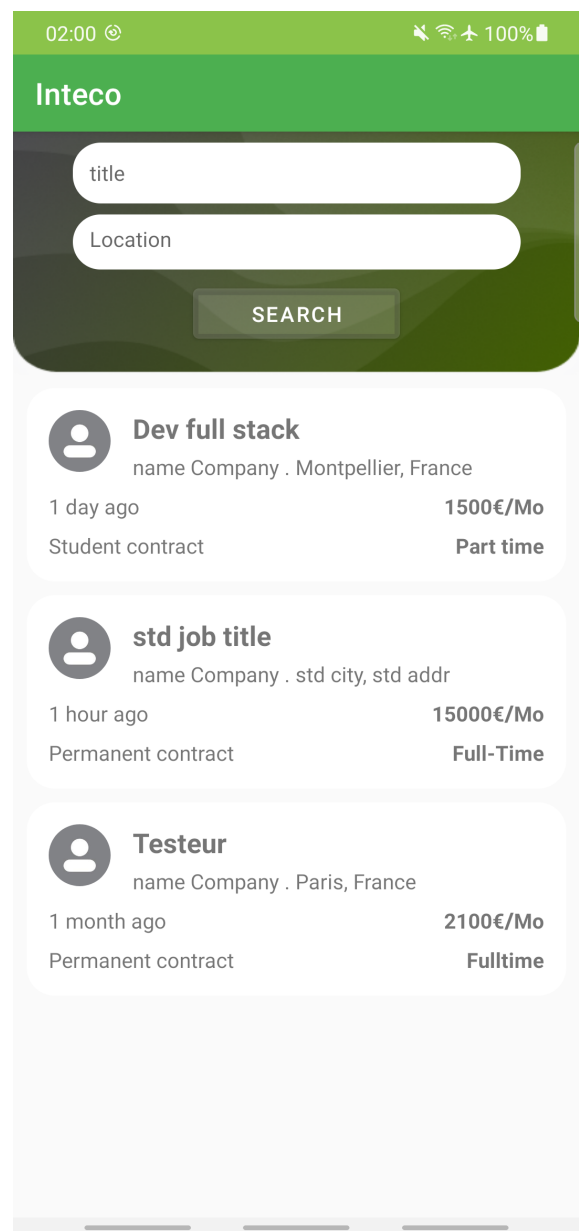 02:00 100%
Inteco
title
Location
SEARCH
Dev full stack
name Company . Montpellier, France
1 day ago 1500€/Mo
Student contract Part time
std job title
name Company . std city, std addr
1 hour ago 15000€/Mo
Permanent contract Full-Time
Testeur
name Company . Paris, France
1 month ago 2100€/Mo
Permanent contract Fulltime